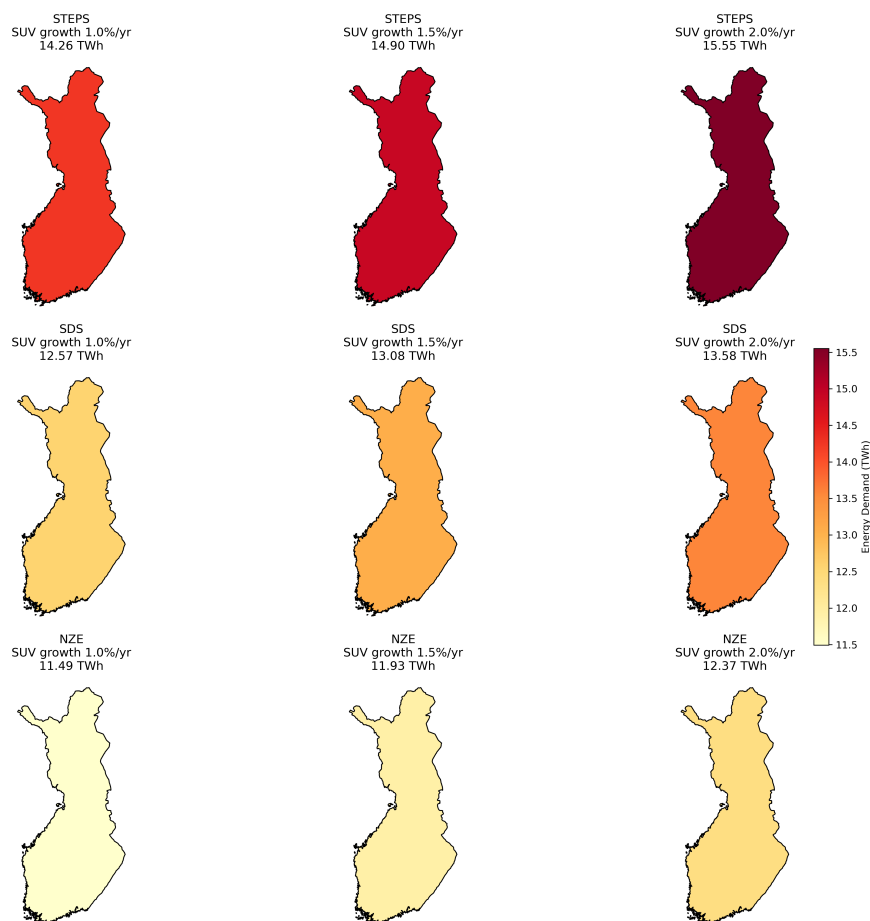 STEPS
SUV growth 1.0%/yr
14.26 TWh
STEPS
SUV growth 1.5%/yr
14.90 TWh
STEPS
SUV growth 2.0%/yr
15.55 TWh
SDS
SUV growth 1.0%/yr
12.57 TWh
SDS
SUV growth 1.5%/yr
13.08 TWh
SDS
SUV growth 2.0%/yr
13.58 TWh
15.5
15.0
14.5
14.0
13.5
13.0
12.5
12.0
11.5
Energy Demand (TWh)
NZE
SUV growth 1.0%/yr
11.49 TWh
NZE
SUV growth 1.5%/yr
11.93 TWh
NZE
SUV growth 2.0%/yr
12.37 TWh